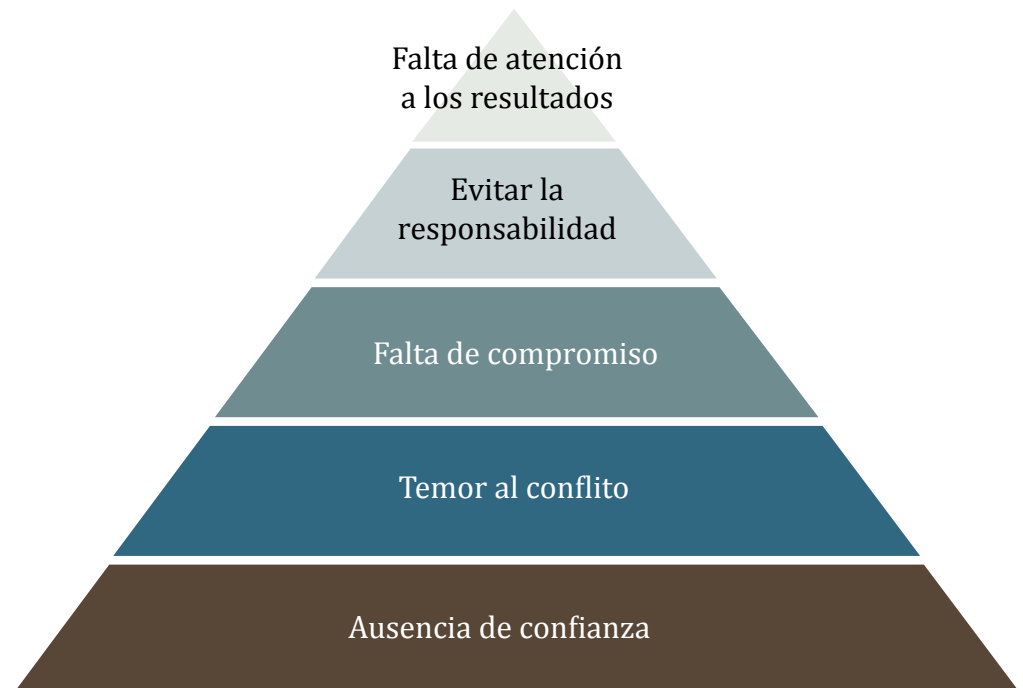 Falta de atención
a los resultados
Evitar la
responsabilidad
Falta de compromiso
Temor al conflito
Ausencia de confianza